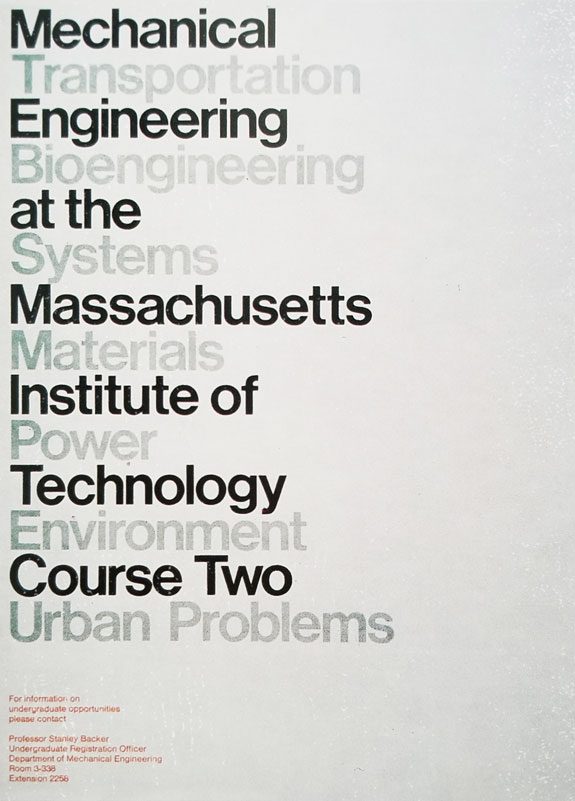 Mechanical
Transportation
Engineering
Bioengineering
at the
Systems
Massachusetts
Materials
Institute of
Power
Technology
Environment
Course Two
Urban Problems
For information on
undergraduate opportunities
please contact
Professor Stanley Backer
Undergraduate Registration Officer
Department of Mechanical Engineering
Room 3-338
Extension 2258